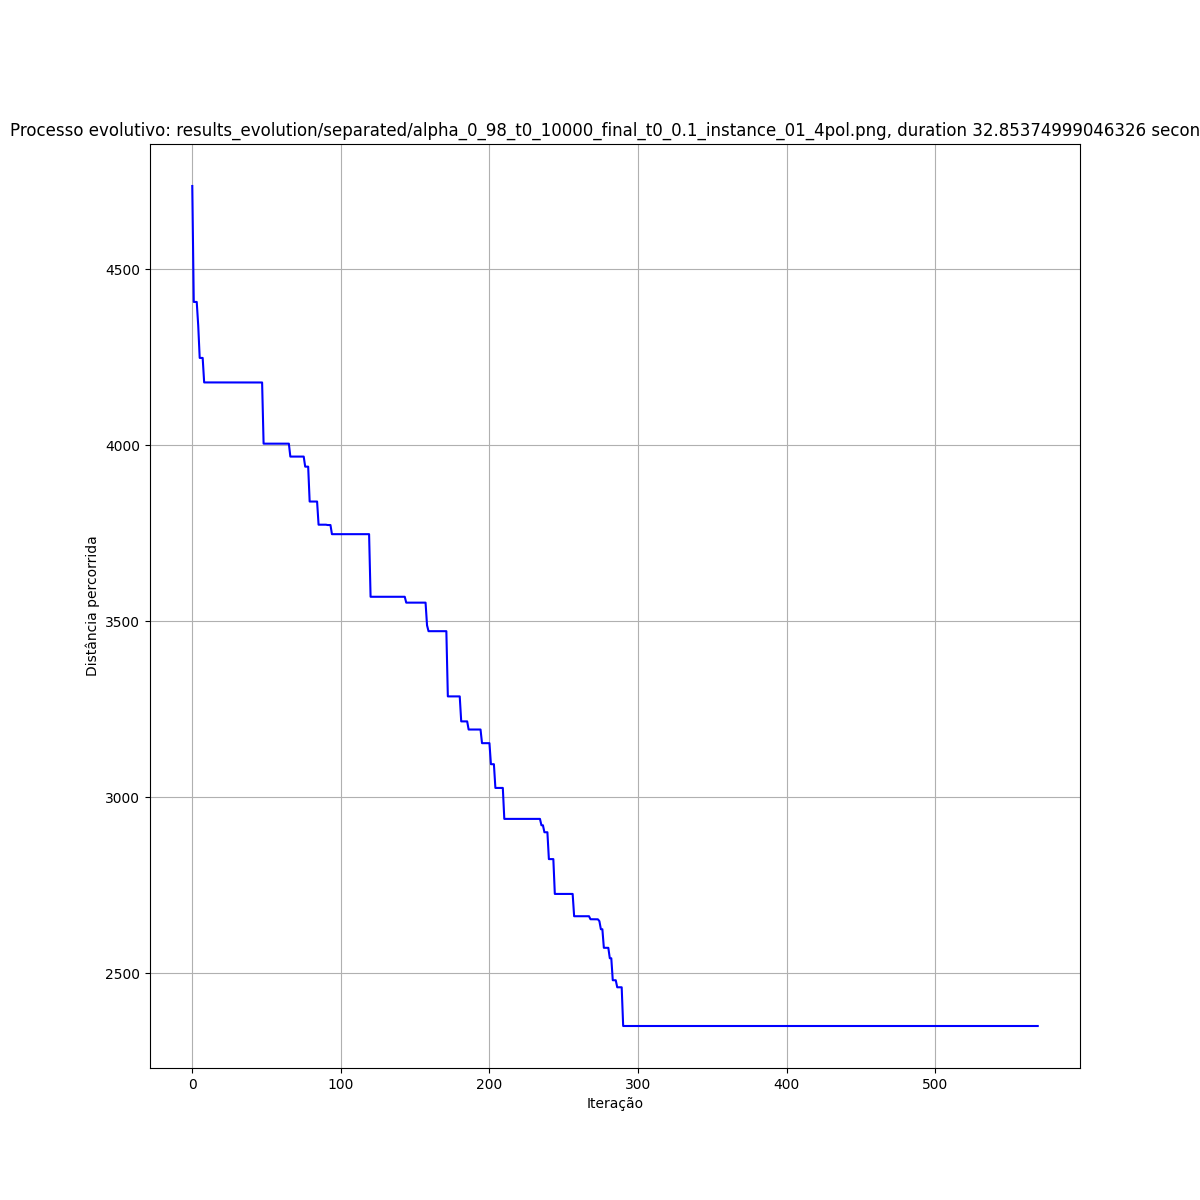 Processo evolutivo: results_evolution/separated/alpha_0_98_t0_10000_final_t0_0.1_instance_01_4pol.png, duration 32.85374999046326 secon
4500
4000
3500
3000
2500
Distância percorrida
0 100 200 300 400 500
Iteração